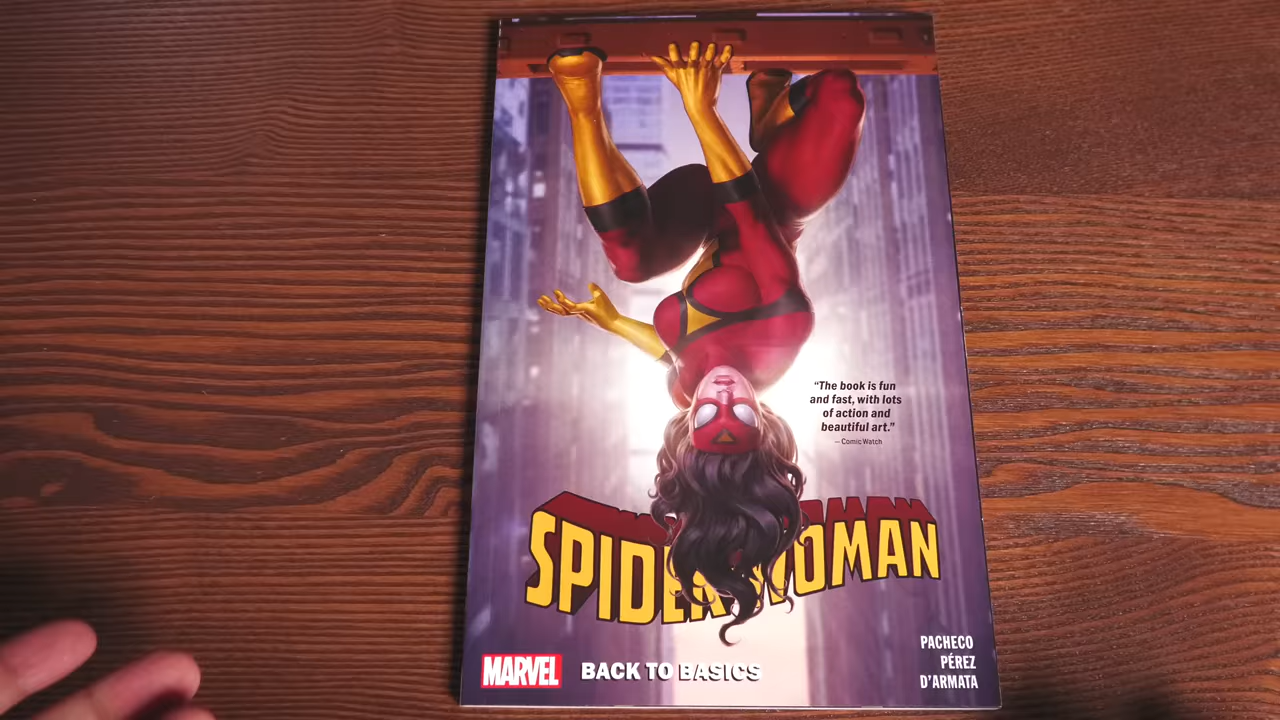 “The book is fun
and fast, with lots
of action and
beautiful art.”
— Comic Watch
SPIDER-WOMAN
MARVEL
BACK TO BASICS
PACHECO
PÉREZ
D’ARMATA